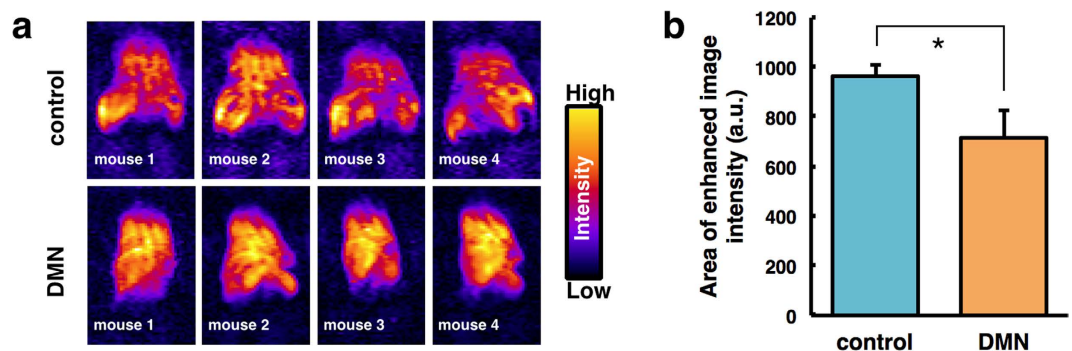 a
control
mouse 1
mouse 2
mouse 3
mouse 4
DMN
mouse 1
mouse 2
mouse 3
mouse 4
High
Intensity
Low
b
Area of enhanced image
intensity (a.u.)
1200
1000
800
600
400
200
0
*
control
DMN